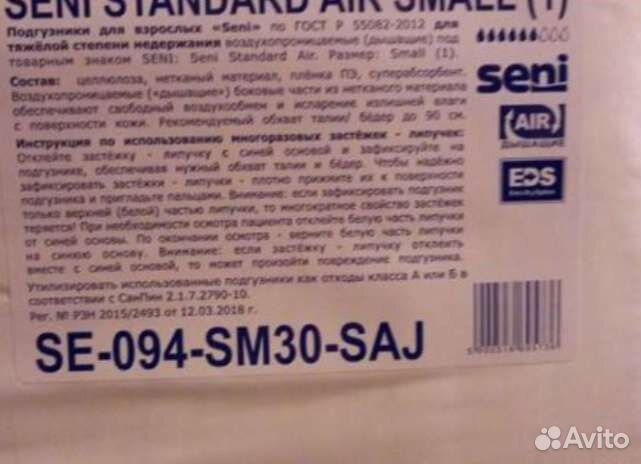 SENI STANDARD AIR SMALL (1)
Подгузники для взрослых «Seni» по ГОСТ Р 55082-2012 для
тяжёлой степени недержания воздухопроницаемые (дышащие) под
товарным знаком SENI: Seni Standard Air. Размер: Small (1).
Состав: целлюлоза, нетканый материал, плёнка ПЭ, суперабсорбент.
Воздухопроницаемые («дышащие») боковые части из нетканого материала
обеспечивают свободный воздухообмен и испарение излишней влаги
с поверхности кожи. Рекомендуемый обхват талии/ бёдер до 90 см.
Инструкция по использованию многоразовых застёжек - липучек:
Отклейте застёжку - липучку с синей основой и зафиксируйте на
подгузнике, обеспечивая нужный обхват талии и бёдер. Чтобы надёжно
зафиксировать застёжки - липучки - плотно прижмите их к поверхности
подгузника и пригладьте пальцами. Внимание: если зафиксировать подгузник
только верхней (белой) частью липучки, то многократное свойство застёжек
теряется! При необходимости осмотра пациента отклейте белую часть липучки
от синей основы. По окончании осмотра - верните белую часть липучки
на синюю основу. Внимание: если застёжку - липучку отклеить
вместе с синей основой, то может произойти повреждение подгузника.
Утилизировать использованные подгузники как отходы класса А или Б в
соответствии с СанПин 2.1.7.2790-10.
Рег. № РЗН 2015/2493 от 12.03.2018 г.
SE-094-SM30-SAJ
seni
AIR
ДЫШАЩИЕ
EDS
Avito